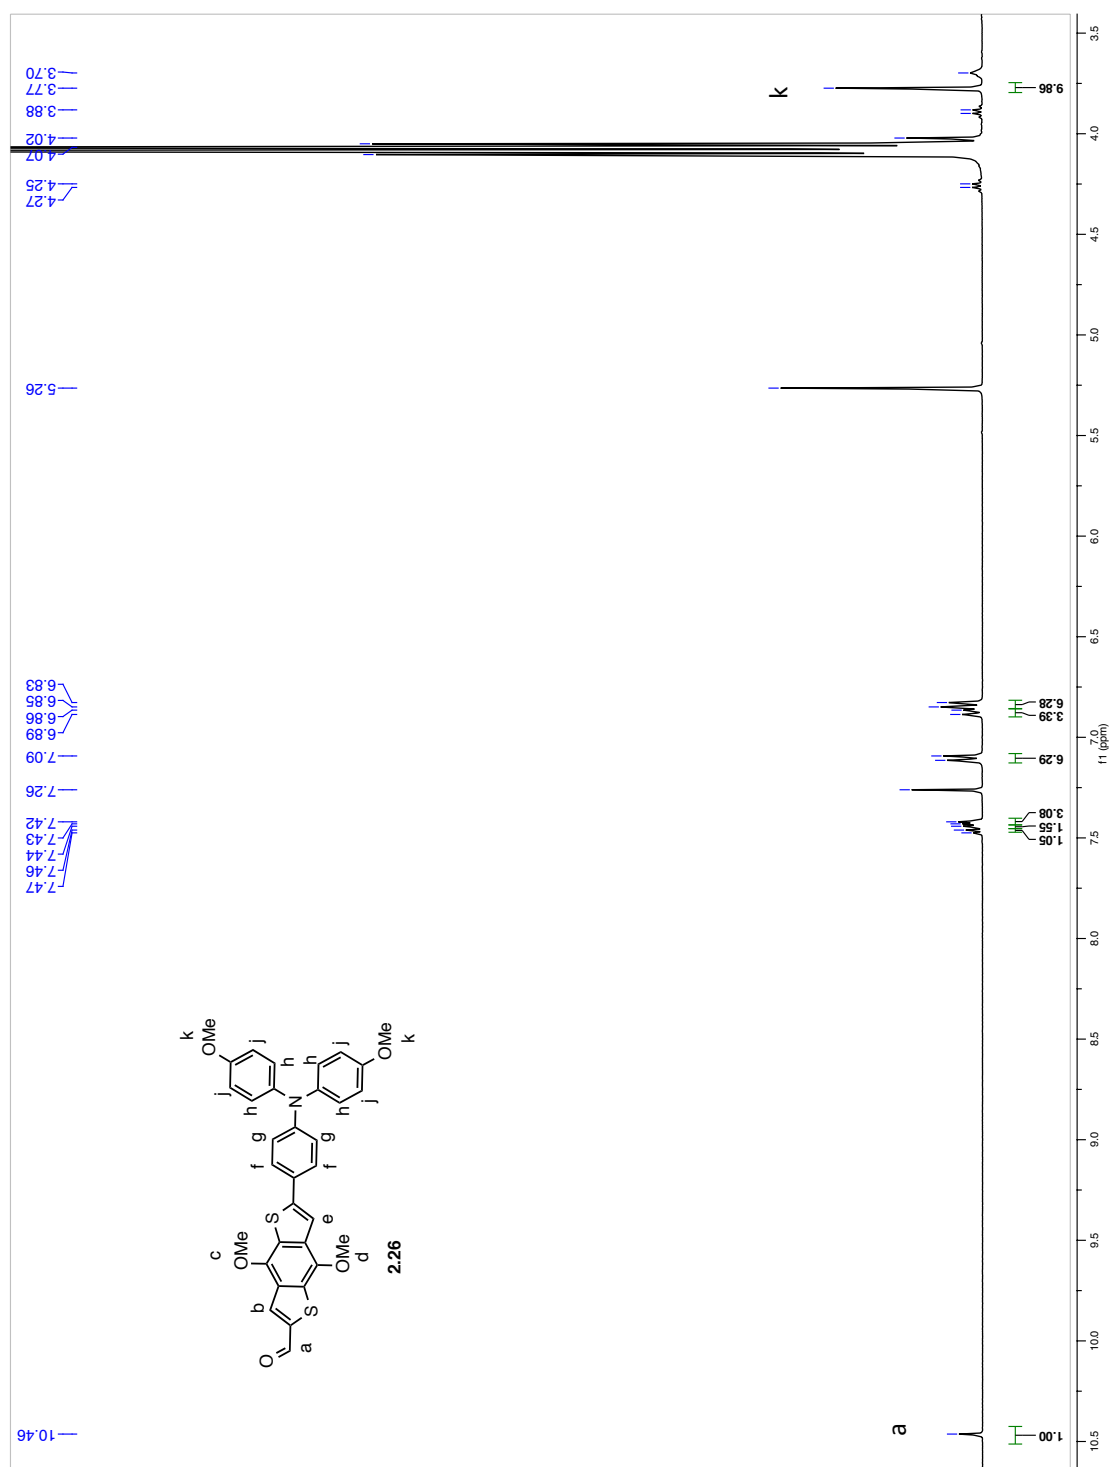 3.70
3.77
3.88
4.02
4.07
4.25
4.27
5.26
6.83
6.85
6.86
6.89
7.09
7.26
7.42
7.43
7.44
7.46
7.47
10.46
k
a
k
OMe
j
h
j
h
N
h
j
h
j
OMe
k
g
g
f
f
S
e
c
OMe
OMe
d
b
S
O
a
2.26
9.86
6.28
3.39
6.29
3.08
1.55
1.05
1.00
3.5
4.0
4.5
5.0
5.5
6.0
6.5
7.0
7.5
8.0
8.5
9.0
9.5
10.0
10.5
f1 (ppm)